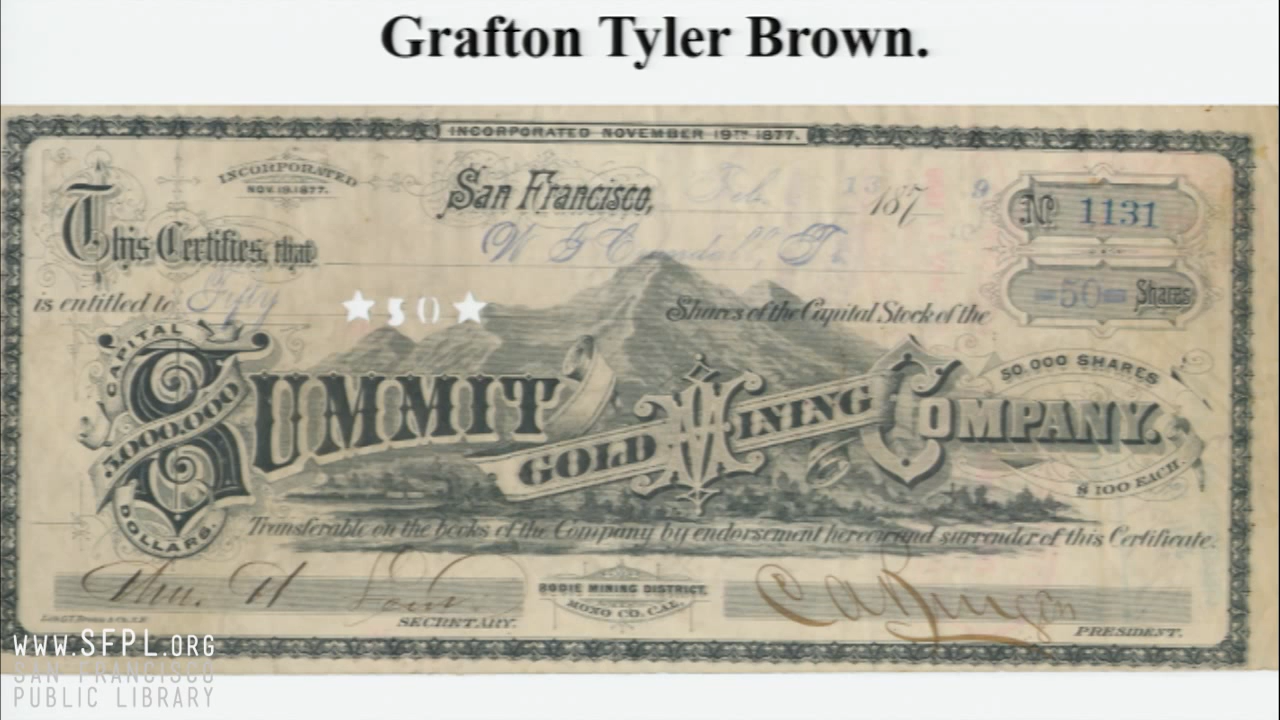 Grafton Tyler Brown.
INCORPORATED NOVEMBER 19TH 1877.
INCORPORATED
NOV. 19. 1877.
San Francisco, Feb. 13 1879
No. 1131
This Certifies, that W G
is entitled to Fifty ★ 50 ★ Shares of the Capital Stock of the
-50- Shares
CAPITAL
5,000,000
DOLLARS.
SUMMIT GOLD MINING COMPANY.
50 000 SHARES
$100 EACH.
Transferable on the books of the Company by endorsement hereon and surrender of this Certificate.
SECRETARY.
BODIE MINING DISTRICT,
MONO CO. CAL.
PRESIDENT.
WWW.SFPL.ORG
SAN FRANCISCO
PUBLIC LIBRARY